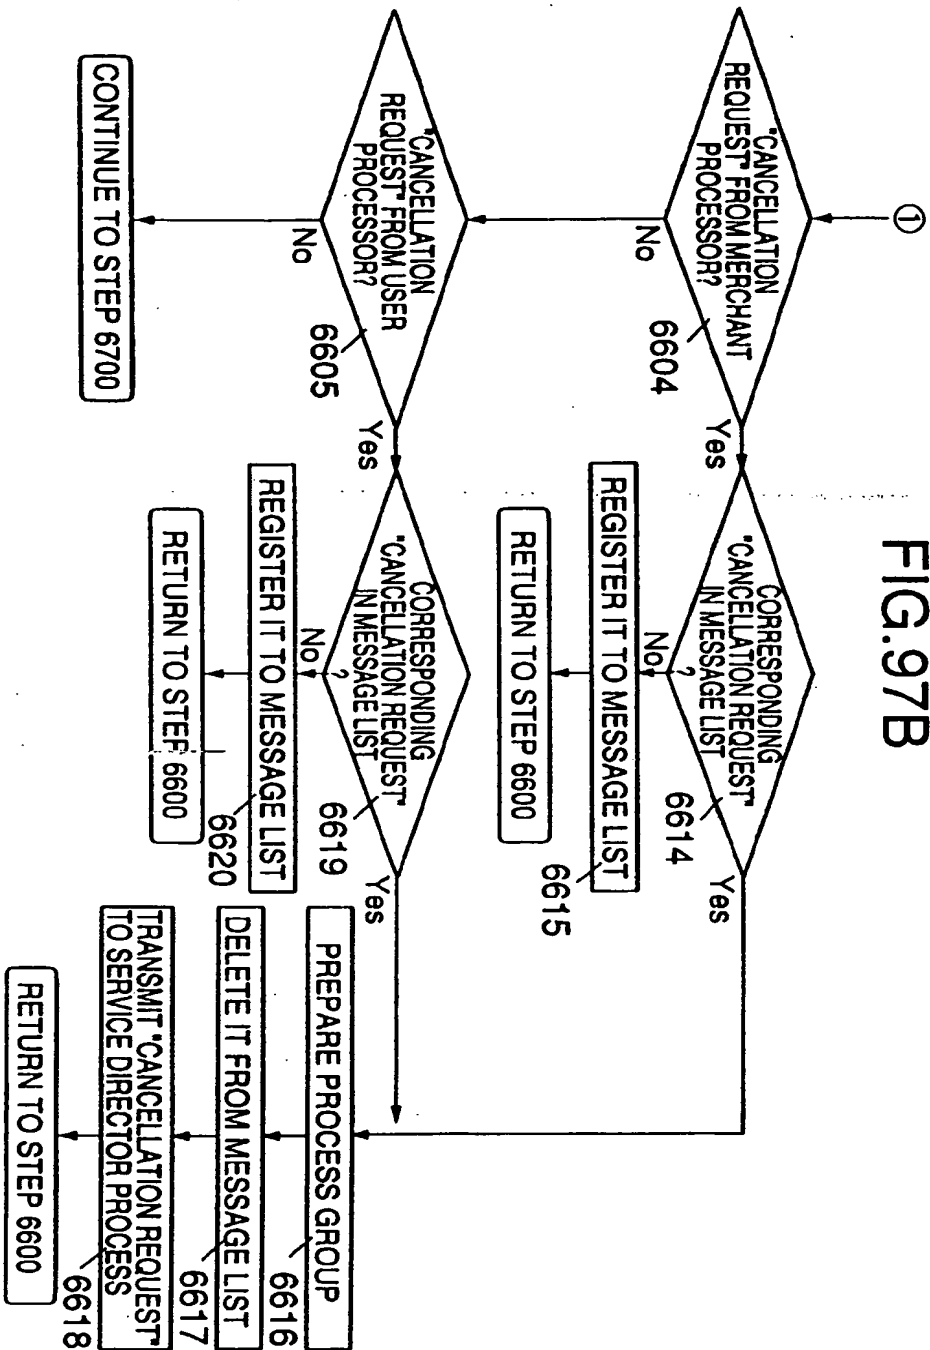 FIG.97B
①
"CANCELLATION
REQUEST" FROM MERCHANT
PROCESSOR?
6604
Yes
No
CORRESPONDING
"CANCELLATION REQUEST"
IN MESSAGE LIST
?
6614
Yes
No
REGISTER IT TO MESSAGE LIST
6615
RETURN TO STEP 6600
"CANCELLATION
REQUEST" FROM USER
PROCESSOR?
6605
Yes
No
CORRESPONDING
"CANCELLATION REQUEST"
IN MESSAGE LIST
?
6619
Yes
No
REGISTER IT TO MESSAGE LIST
6620
RETURN TO STEP 6600
CONTINUE TO STEP 6700
PREPARE PROCESS GROUP
6616
DELETE IT FROM MESSAGE LIST
6617
TRANSMIT "CANCELLATION REQUEST"
TO SERVICE DIRECTOR PROCESS
6618
RETURN TO STEP 6600